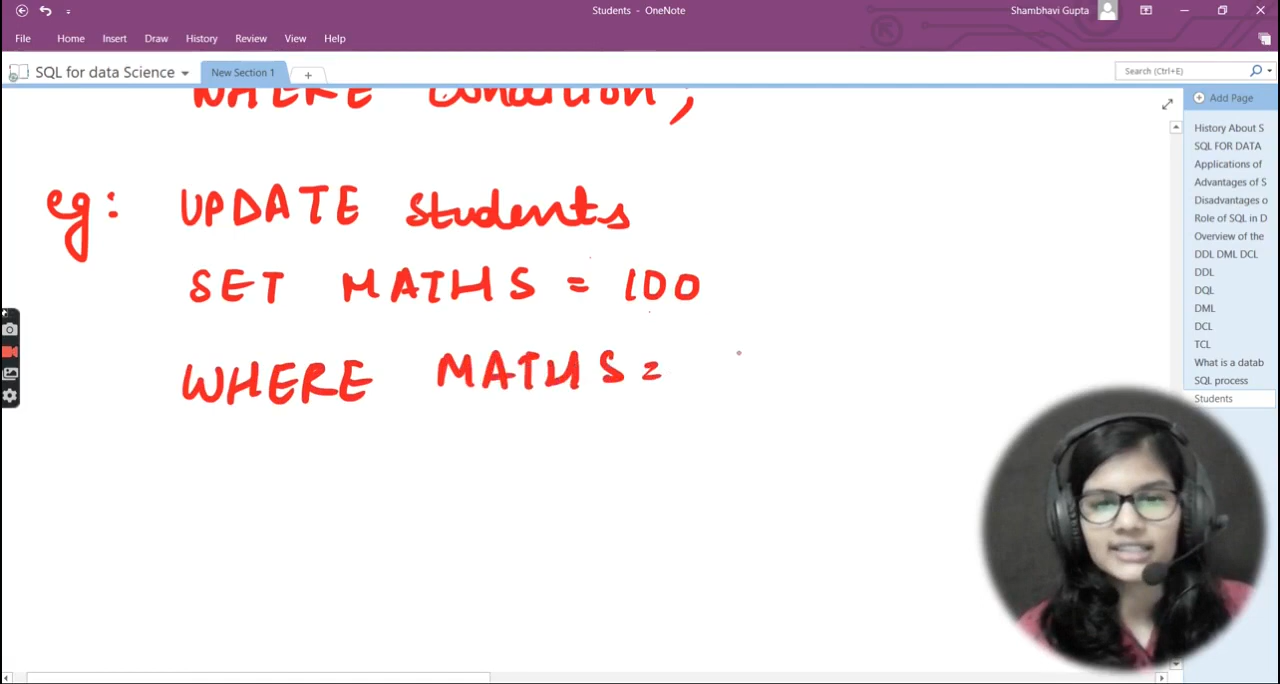 Students - OneNote
Shambhavi Gupta
File Home Insert Draw History Review View Help
SQL for data Science
New Section 1
+
Search (Ctrl+E)
Add Page
WHERE condition;
eg: UPDATE students
SET MATHS = 100
WHERE MATHS =
History About S
SQL FOR DATA
Applications of
Advantages of S
Disadvantages o
Role of SQL in D
Overview of the
DDL DML DCL
DDL
DQL
DML
DCL
TCL
What is a datab
SQL process
Students